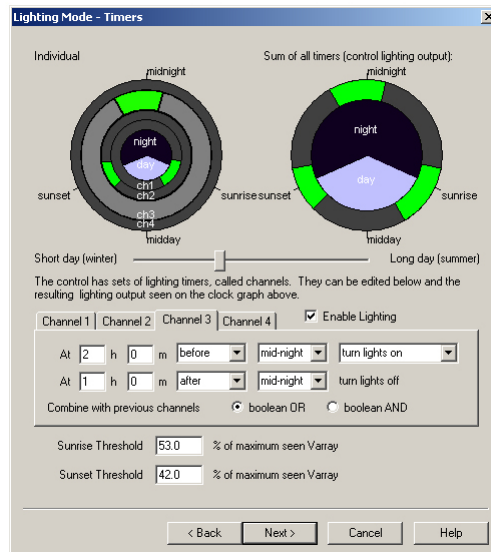 Lighting Mode - Timers
Individual
Sum of all timers (control lighting output):
midnight
night
day
ch1
ch2
ch3
ch4
sunset
sunrise
midday
midnight
night
day
sunset
sunrise
midday
Short day (winter)
Long day (summer)
The control has sets of lighting timers, called channels. They can be edited below and the
resulting lighting output seen on the clock graph above.
Channel 1 Channel 2 Channel 3 Channel 4
Enable Lighting
At 2 h 0 m before mid-night turn lights on
At 1 h 0 m after mid-night turn lights off
Combine with previous channels boolean OR boolean AND
Sunrise Threshold 53.0 % of maximum seen Varray
Sunset Threshold 42.0 % of maximum seen Varray
< Back Next > Cancel Help